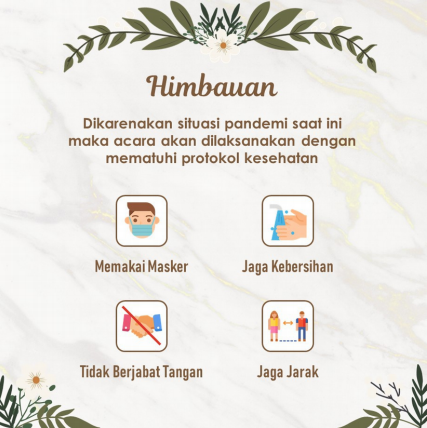 Himbauan
Dikarenakan situasi pandemi saat ini
maka acara akan dilaksanakan dengan
mematuhi protokol kesehatan
Memakai Masker
Jaga Kebersihan
Tidak Berjabat Tangan
Jaga Jarak